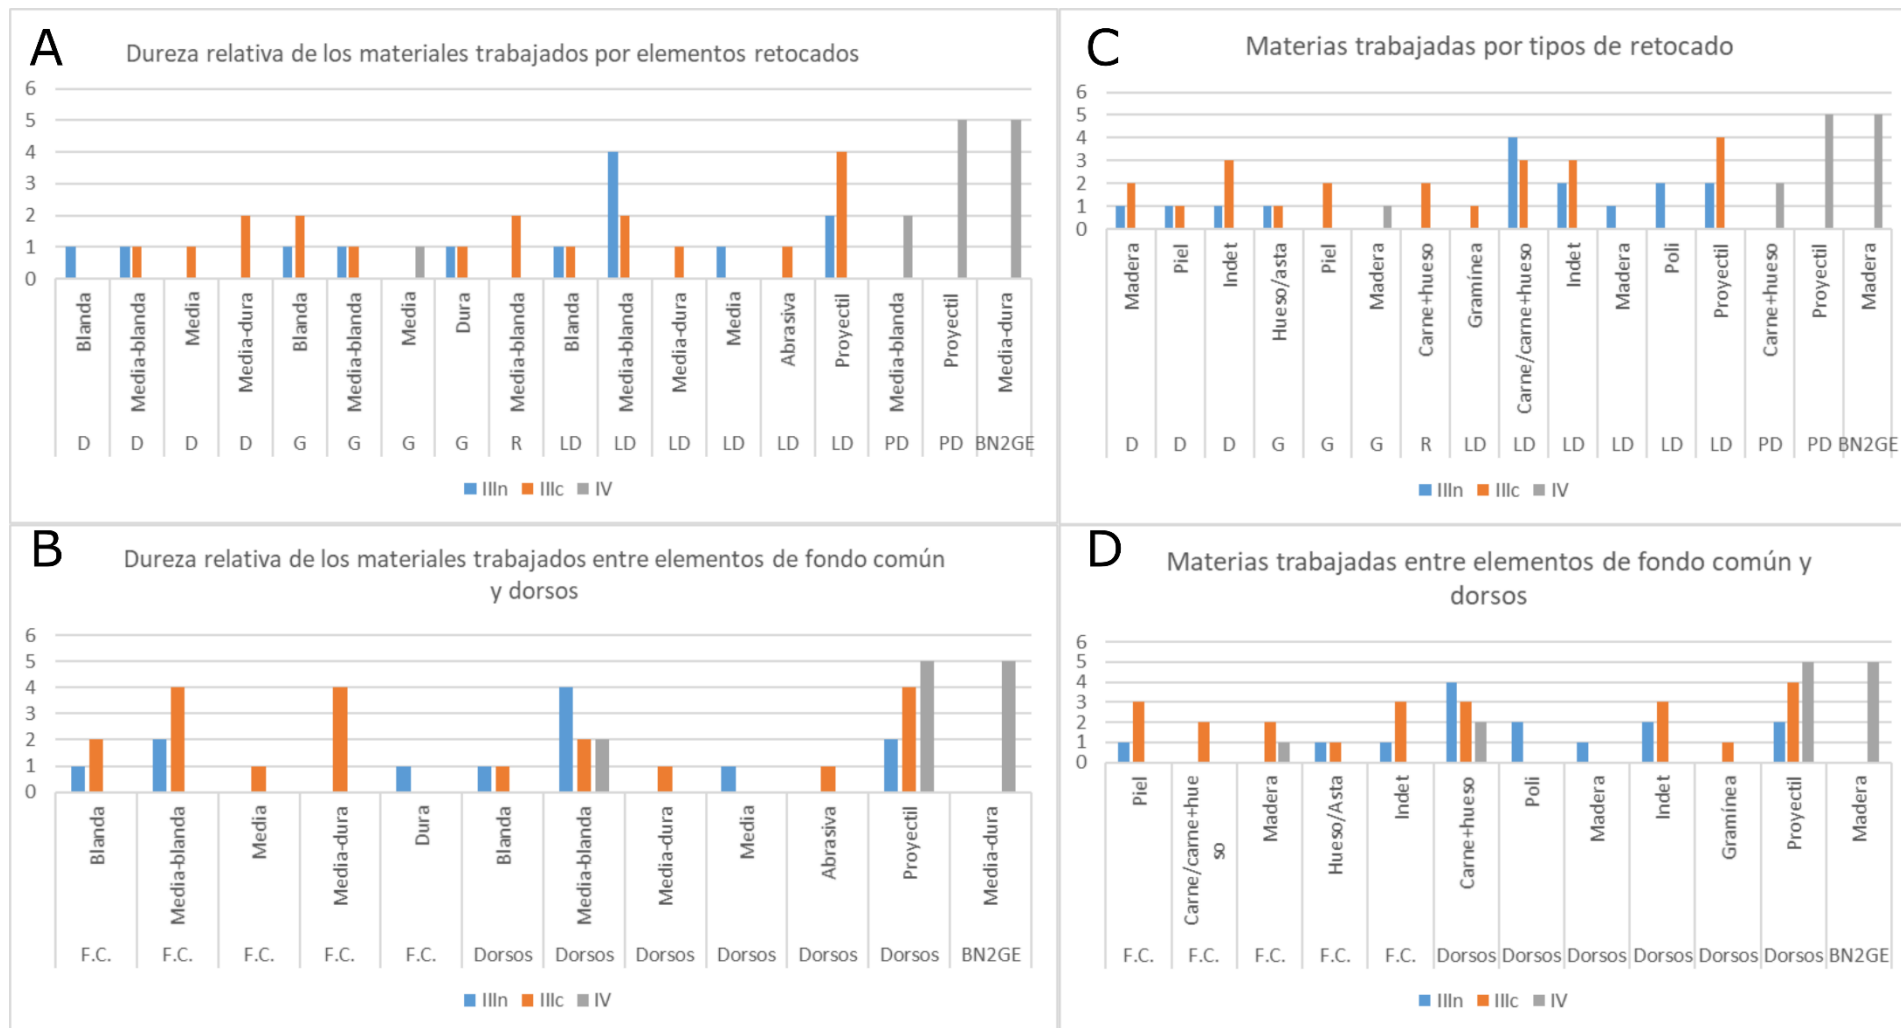 A
Dureza relativa de los materiales trabajados por elementos retocados
6
5
4
3
2
1
0
Blanda
Media-blanda
Media
Media-dura
Blanda
Media-blanda
Media
Dura
Media-blanda
Blanda
Media-blanda
Media-dura
Media
Abrasiva
Proyectil
Media-blanda
Proyectil
Media-dura
D D D D G G G G R LD LD LD LD LD LD PD PD BN2GE
IIIn IIIc IV
B
Dureza relativa de los materiales trabajados entre elementos de fondo común
y dorsos
6
5
4
3
2
1
0
Blanda
Media-blanda
Media
Media-dura
Dura
Blanda
Media-blanda
Media-dura
Media
Abrasiva
Proyectil
Media-dura
F.C. F.C. F.C. F.C. F.C. Dorsos Dorsos Dorsos Dorsos Dorsos Dorsos BN2GE
IIIn IIIc IV
C
Materias trabajadas por tipos de retocado
6
5
4
3
2
1
0
Madera
Piel
Indet
Hueso/asta
Piel
Madera
Carne+hueso
Gramínea
Carne/carne+hueso
Indet
Madera
Poli
Proyectil
Carne+hueso
Proyectil
Madera
D D D G G G R LD LD LD LD LD LD PD PD BN2GE
IIIn IIIc IV
D
Materias trabajadas entre elementos de fondo común y
dorsos
6
5
4
3
2
1
0
Piel
Carne/carne+hue
so
Madera
Hueso/Asta
Indet
Carne+hueso
Poli
Madera
Indet
Gramínea
Proyectil
Madera
F.C. F.C. F.C. F.C. F.C. Dorsos Dorsos Dorsos Dorsos Dorsos Dorsos BN2GE
IIIn IIIc IV